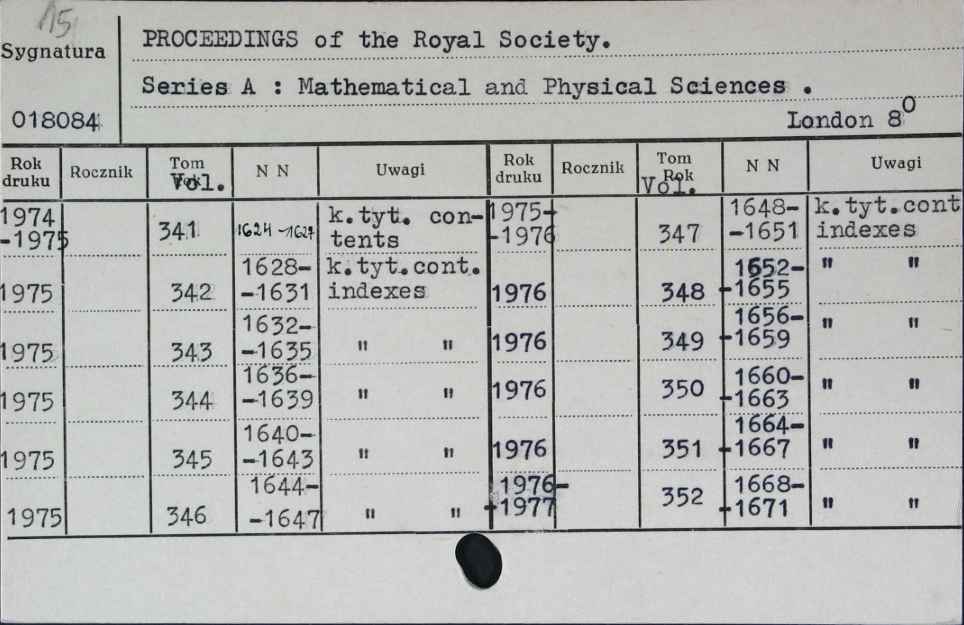 15
Sygnatura
018084
PROCEEDINGS of the Royal Society.
Series A : Mathematical and Physical Sciences .
London 8O
Rok druku Rocznik Tom Vol. N N Uwagi Rok druku Rocznik Tom Rok Vol. N N Uwagi
1974 k.tyt. con- 1975- 1648- k.tyt.cont
-1975 341 1624-1627 tents -1976 347 -1651 indexes
1628- k.tyt.cont. 1652- " "
1975 342 -1631 indexes 1976 348 -1655
1632- 1656- " "
1975 343 -1635 " " 1976 349 -1659
1636- 1660-
1975 344 -1639 " " 1976 350 -1663 " "
1640- 1664-
1975 345 -1643 " " 1976 351 -1667 " "
1644- 1976- 1668-
1975 346 -1647 " " -1977 352 -1671 " "